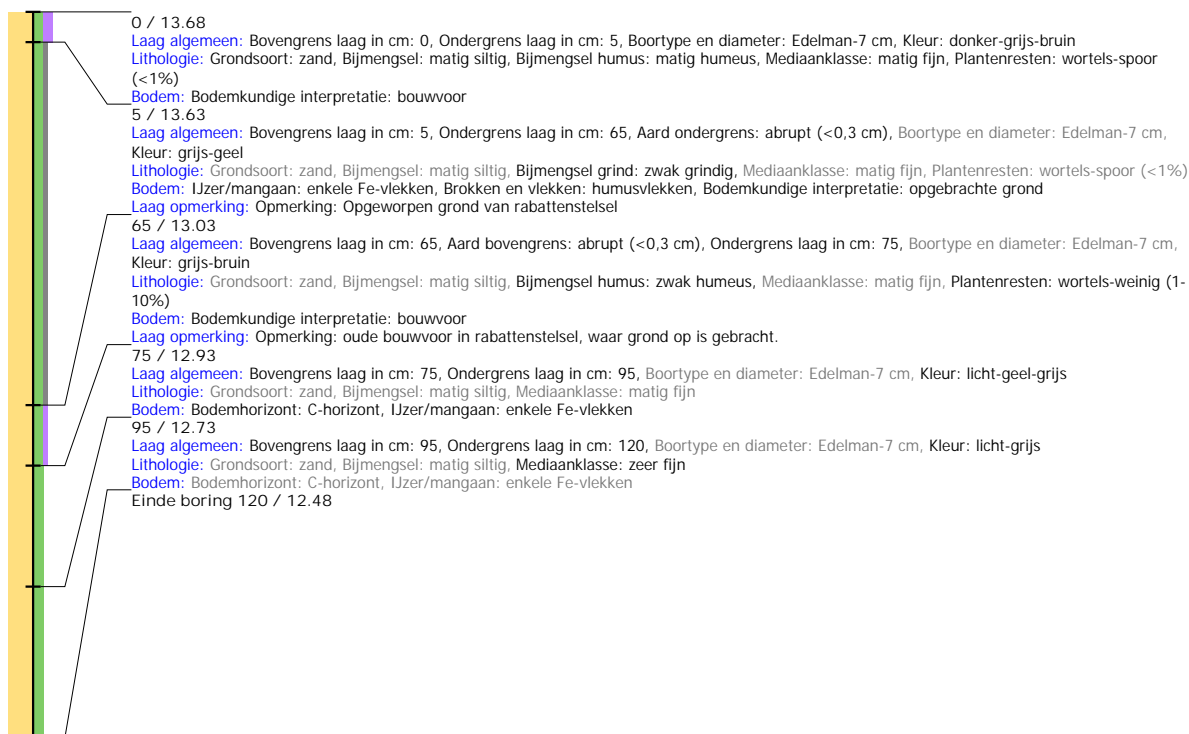 0 / 13.68
Laag algemeen: Bovengrens laag in cm: 0, Ondergrens laag in cm: 5, Boortype en diameter: Edelman-7 cm, Kleur: donker-grijs-bruin
Lithologie: Grondsoort: zand, Bijmengsel: matig siltig, Bijmengsel humus: matig humeus, Mediaanklasse: matig fijn, Plantenresten: wortels-spoor
(<1%)
Bodem: Bodemkundige interpretatie: bouwvoor
5 / 13.63
Laag algemeen: Bovengrens laag in cm: 5, Ondergrens laag in cm: 65, Aard ondergrens: abrupt (<0,3 cm), Boortype en diameter: Edelman-7 cm,
Kleur: grijs-geel
Lithologie: Grondsoort: zand, Bijmengsel: matig siltig, Bijmengsel grind: zwak grindig, Mediaanklasse: matig fijn, Plantenresten: wortels-spoor (<1%)
Bodem: IJzer/mangaan: enkele Fe-vlekken, Brokken en vlekken: humusvlekken, Bodemkundige interpretatie: opgebrachte grond
Laag opmerking: Opmerking: Opgeworpen grond van rabattenstelsel
65 / 13.03
Laag algemeen: Bovengrens laag in cm: 65, Aard bovengrens: abrupt (<0,3 cm), Ondergrens laag in cm: 75, Boortype en diameter: Edelman-7 cm,
Kleur: grijs-bruin
Lithologie: Grondsoort: zand, Bijmengsel: matig siltig, Bijmengsel humus: zwak humeus, Mediaanklasse: matig fijn, Plantenresten: wortels-weinig (1-
10%)
Bodem: Bodemkundige interpretatie: bouwvoor
Laag opmerking: Opmerking: oude bouwvoor in rabattenstelsel, waar grond op is gebracht.
75 / 12.93
Laag algemeen: Bovengrens laag in cm: 75, Ondergrens laag in cm: 95, Boortype en diameter: Edelman-7 cm, Kleur: licht-geel-grijs
Lithologie: Grondsoort: zand, Bijmengsel: matig siltig, Mediaanklasse: matig fijn
Bodem: Bodemhorizont: C-horizont, IJzer/mangaan: enkele Fe-vlekken
95 / 12.73
Laag algemeen: Bovengrens laag in cm: 95, Ondergrens laag in cm: 120, Boortype en diameter: Edelman-7 cm, Kleur: licht-grijs
Lithologie: Grondsoort: zand, Bijmengsel: matig siltig, Mediaanklasse: zeer fijn
Bodem: Bodemhorizont: C-horizont, IJzer/mangaan: enkele Fe-vlekken
Einde boring 120 / 12.48